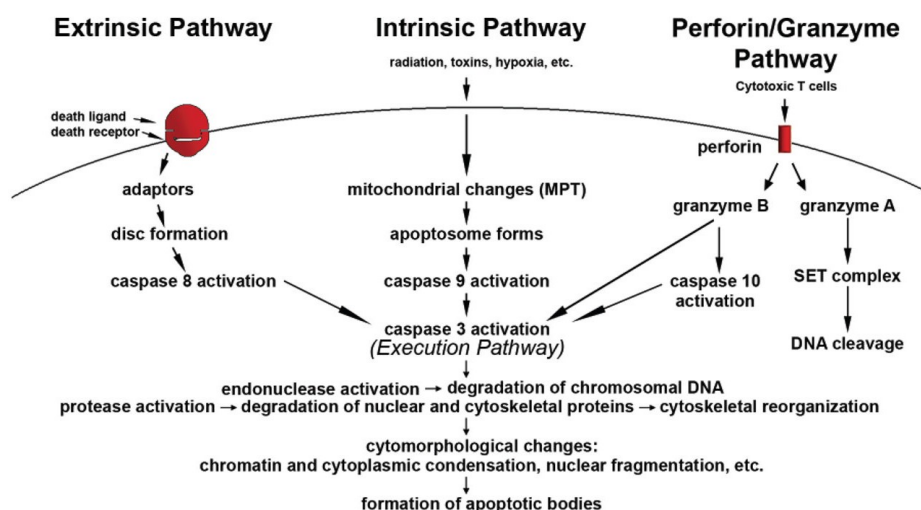 Extrinsic Pathway
Intrinsic Pathway
Perforin/Granzyme
Pathway
radiation, toxins, hypoxia, etc.
Cytotoxic T cells
death ligand
death receptor
perforin
adaptors
mitochondrial changes (MPT)
granzyme B
granzyme A
disc formation
apoptosome forms
caspase 8 activation
caspase 9 activation
caspase 10
activation
SET complex
caspase 3 activation
(Execution Pathway)
DNA cleavage
endonuclease activation → degradation of chromosomal DNA
protease activation → degradation of nuclear and cytoskeletal proteins → cytoskeletal reorganization
cytomorphological changes:
chromatin and cytoplasmic condensation, nuclear fragmentation, etc.
formation of apoptotic bodies